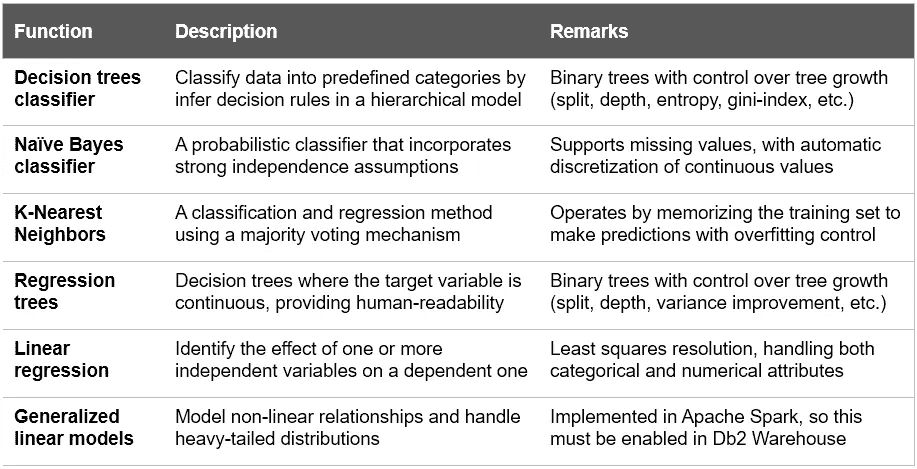 Function Description Remarks
Decision trees Classify data into predefined categories by Binary trees with control over tree growth
classifier infer decision rules in a hierarchical model (split, depth, entropy, gini-index, etc.)
Naïve Bayes A probabilistic classifier that incorporates Supports missing values, with automatic
classifier strong independence assumptions discretization of continuous values
K-Nearest A classification and regression method Operates by memorizing the training set to
Neighbors using a majority voting mechanism make predictions with overfitting control
Regression Decision trees where the target variable is Binary trees with control over tree growth
trees continuous, providing human-readability (split, depth, variance improvement, etc.)
Linear Identify the effect of one or more Least squares resolution, handling both
regression independent variables on a dependent one categorical and numerical attributes
Generalized Model non-linear relationships and handle Implemented in Apache Spark, so this
linear models heavy-tailed distributions must be enabled in Db2 Warehouse